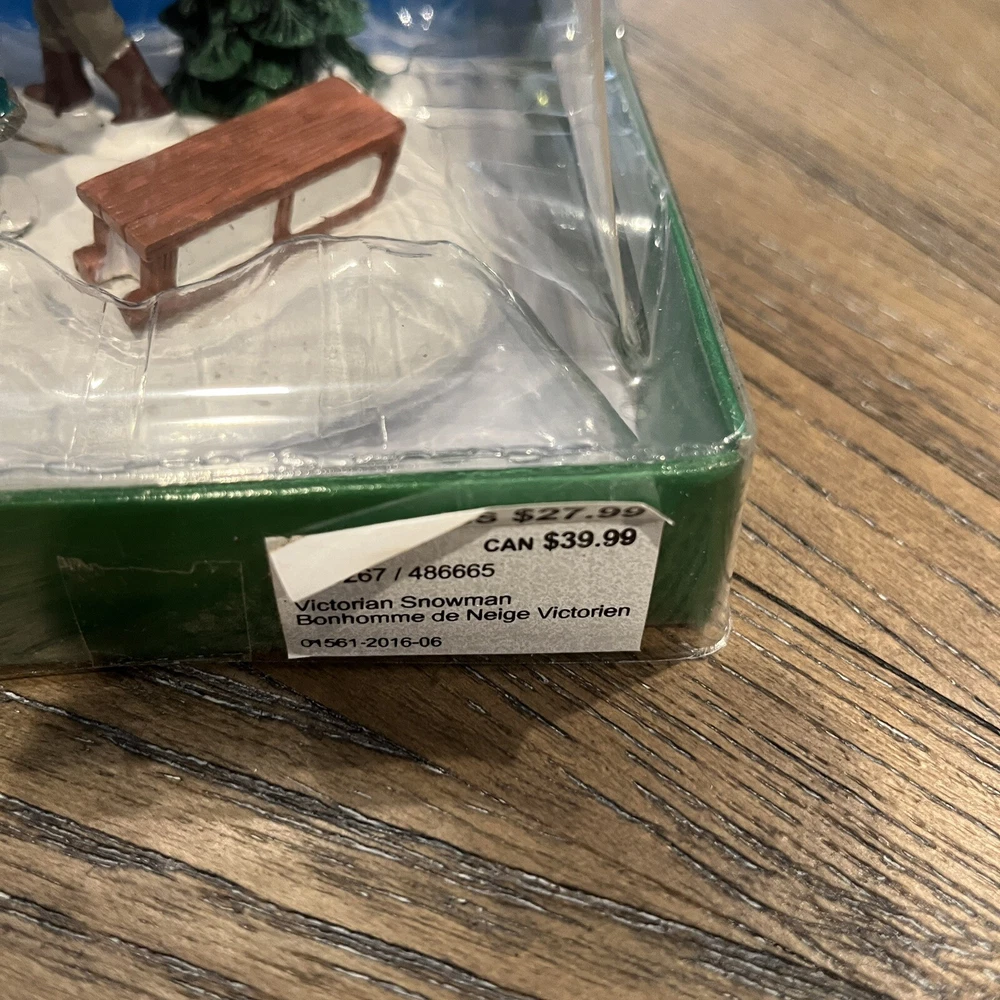 $27.99
CAN $39.99
267 / 486665
Victorian Snowman
Bonhomme de Neige Victorien
01561-2016-06